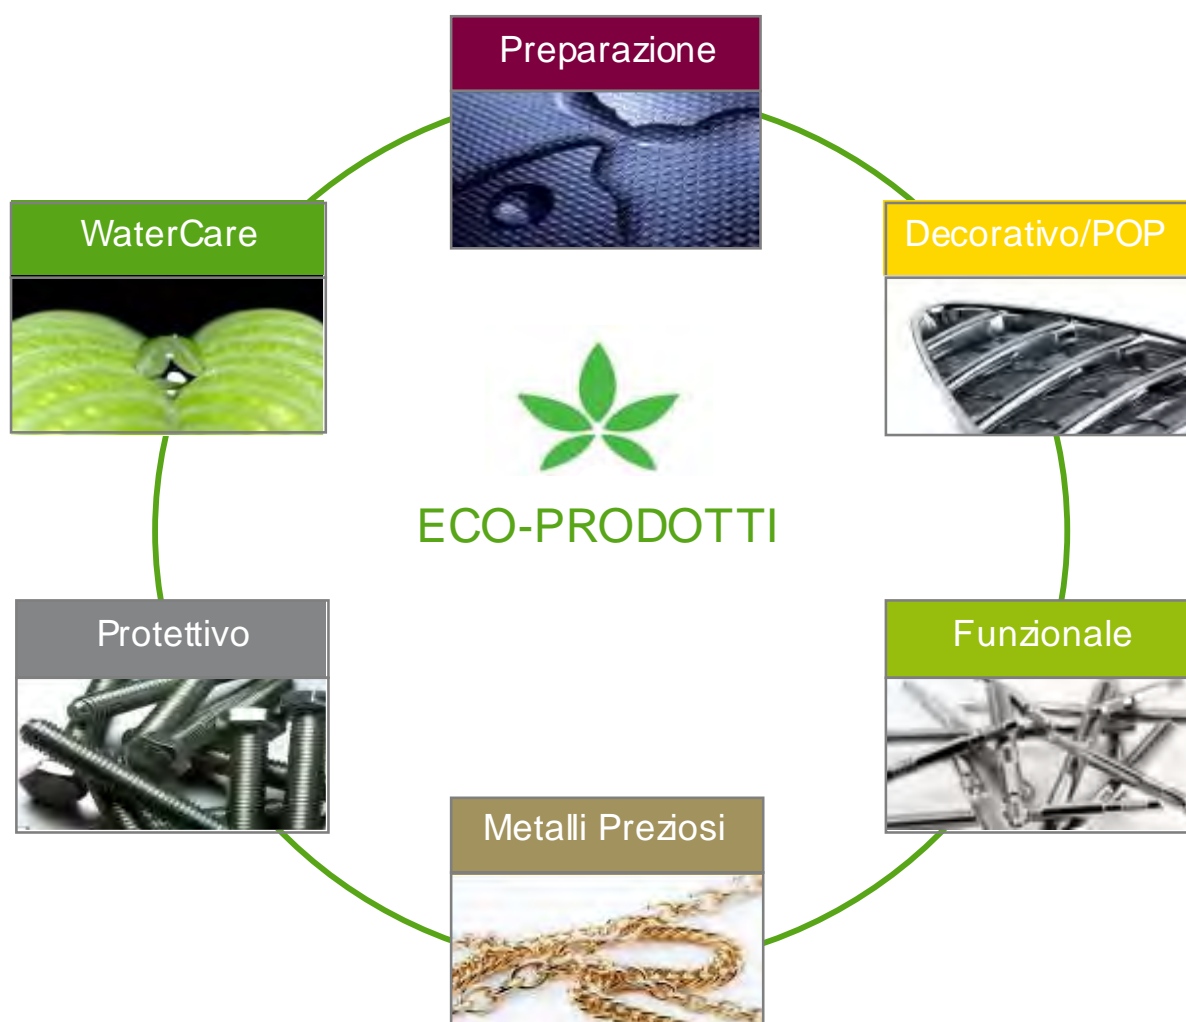 Preparazione
WaterCare
Decorativo/POP
ECO-PRODOTTI
Protettivo
Funzionale
Metalli Preziosi